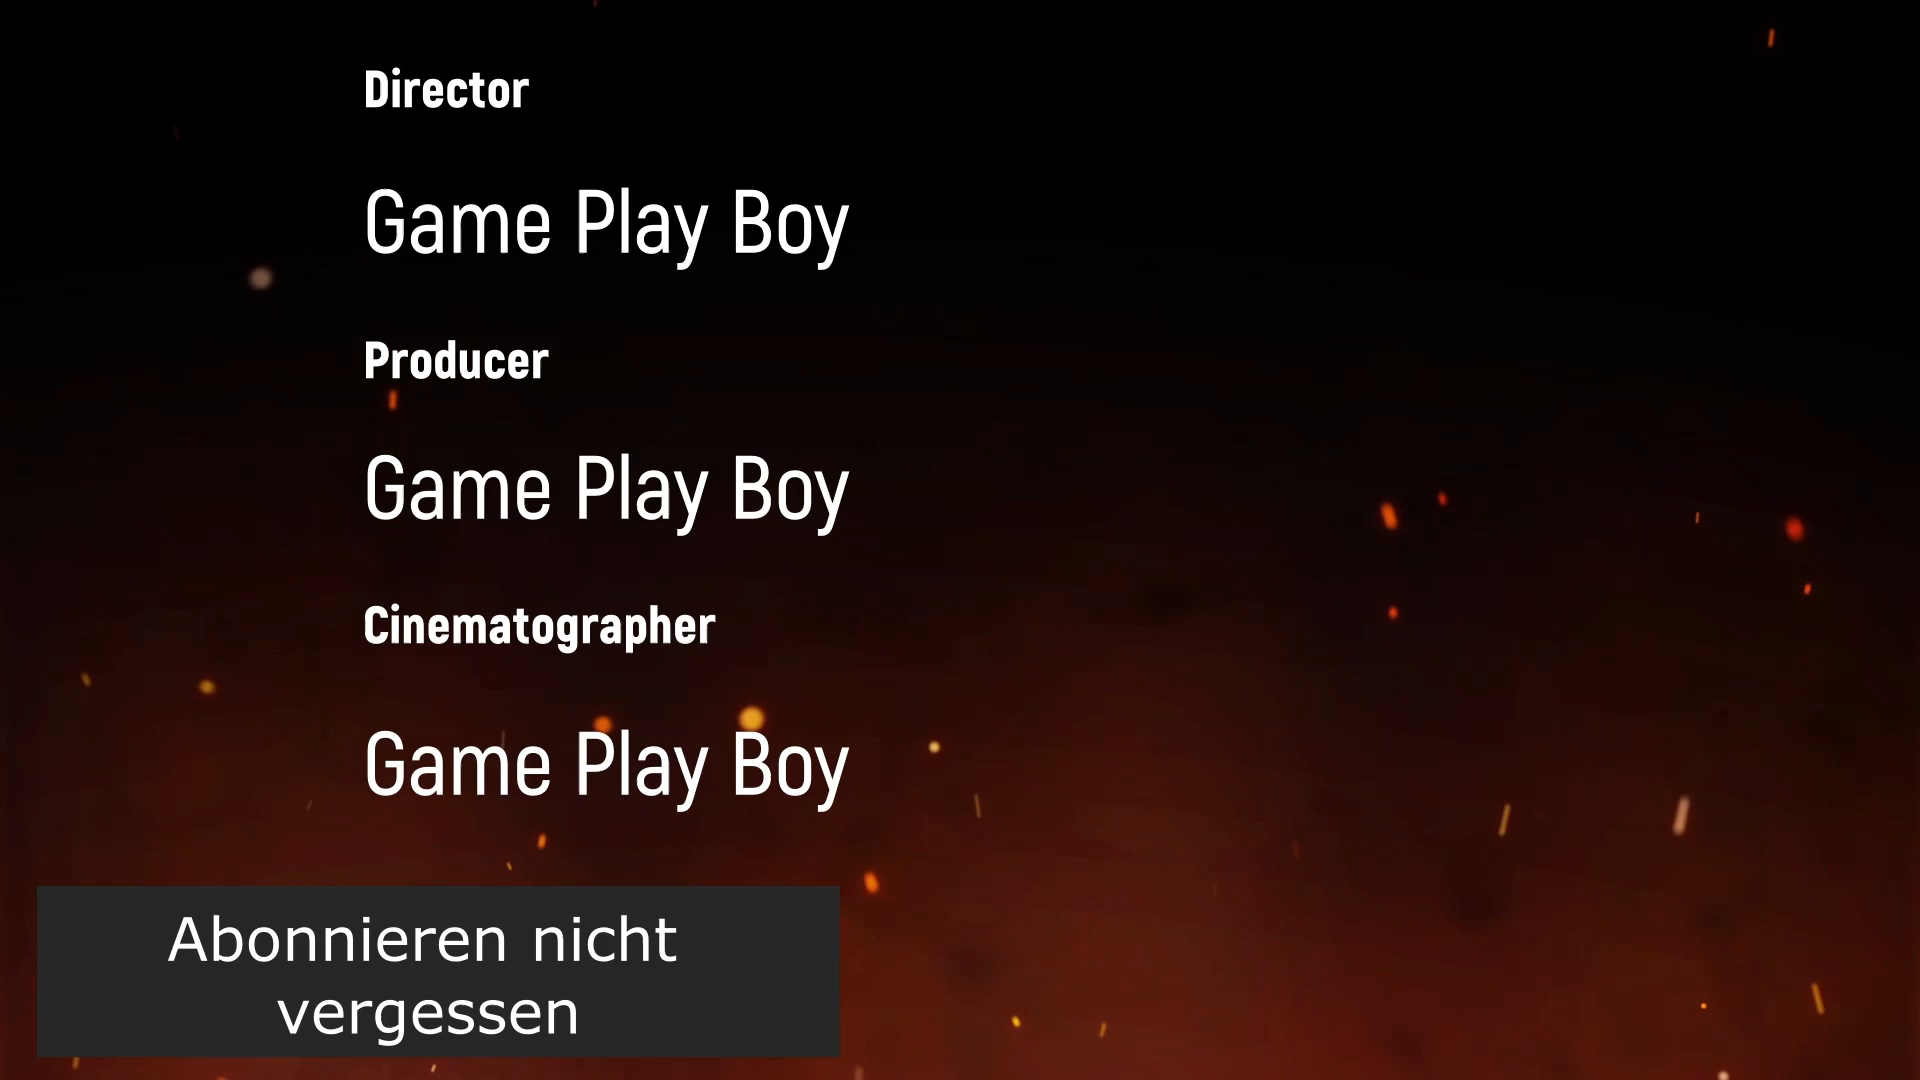 Director
Game Play Boy
Producer
Game Play Boy
Cinematographer
Game Play Boy
Abonnieren nicht
vergessen